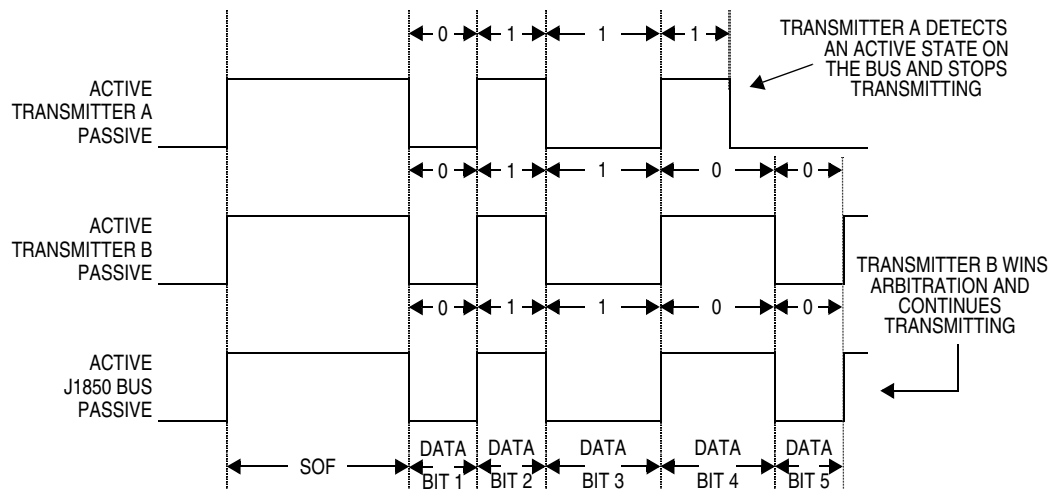 0 1 1 1
TRANSMITTER A DETECTS
AN ACTIVE STATE ON
THE BUS AND STOPS
TRANSMITTING
ACTIVE
TRANSMITTER A
PASSIVE
0 1 1 0 0
ACTIVE
TRANSMITTER B
PASSIVE
TRANSMITTER B WINS
ARBITRATION AND
CONTINUES
TRANSMITTING
0 1 1 0 0
ACTIVE
J1850 BUS
PASSIVE
SOF
DATA
BIT 1
DATA
BIT 2
DATA
BIT 3
DATA
BIT 4
DATA
BIT 5